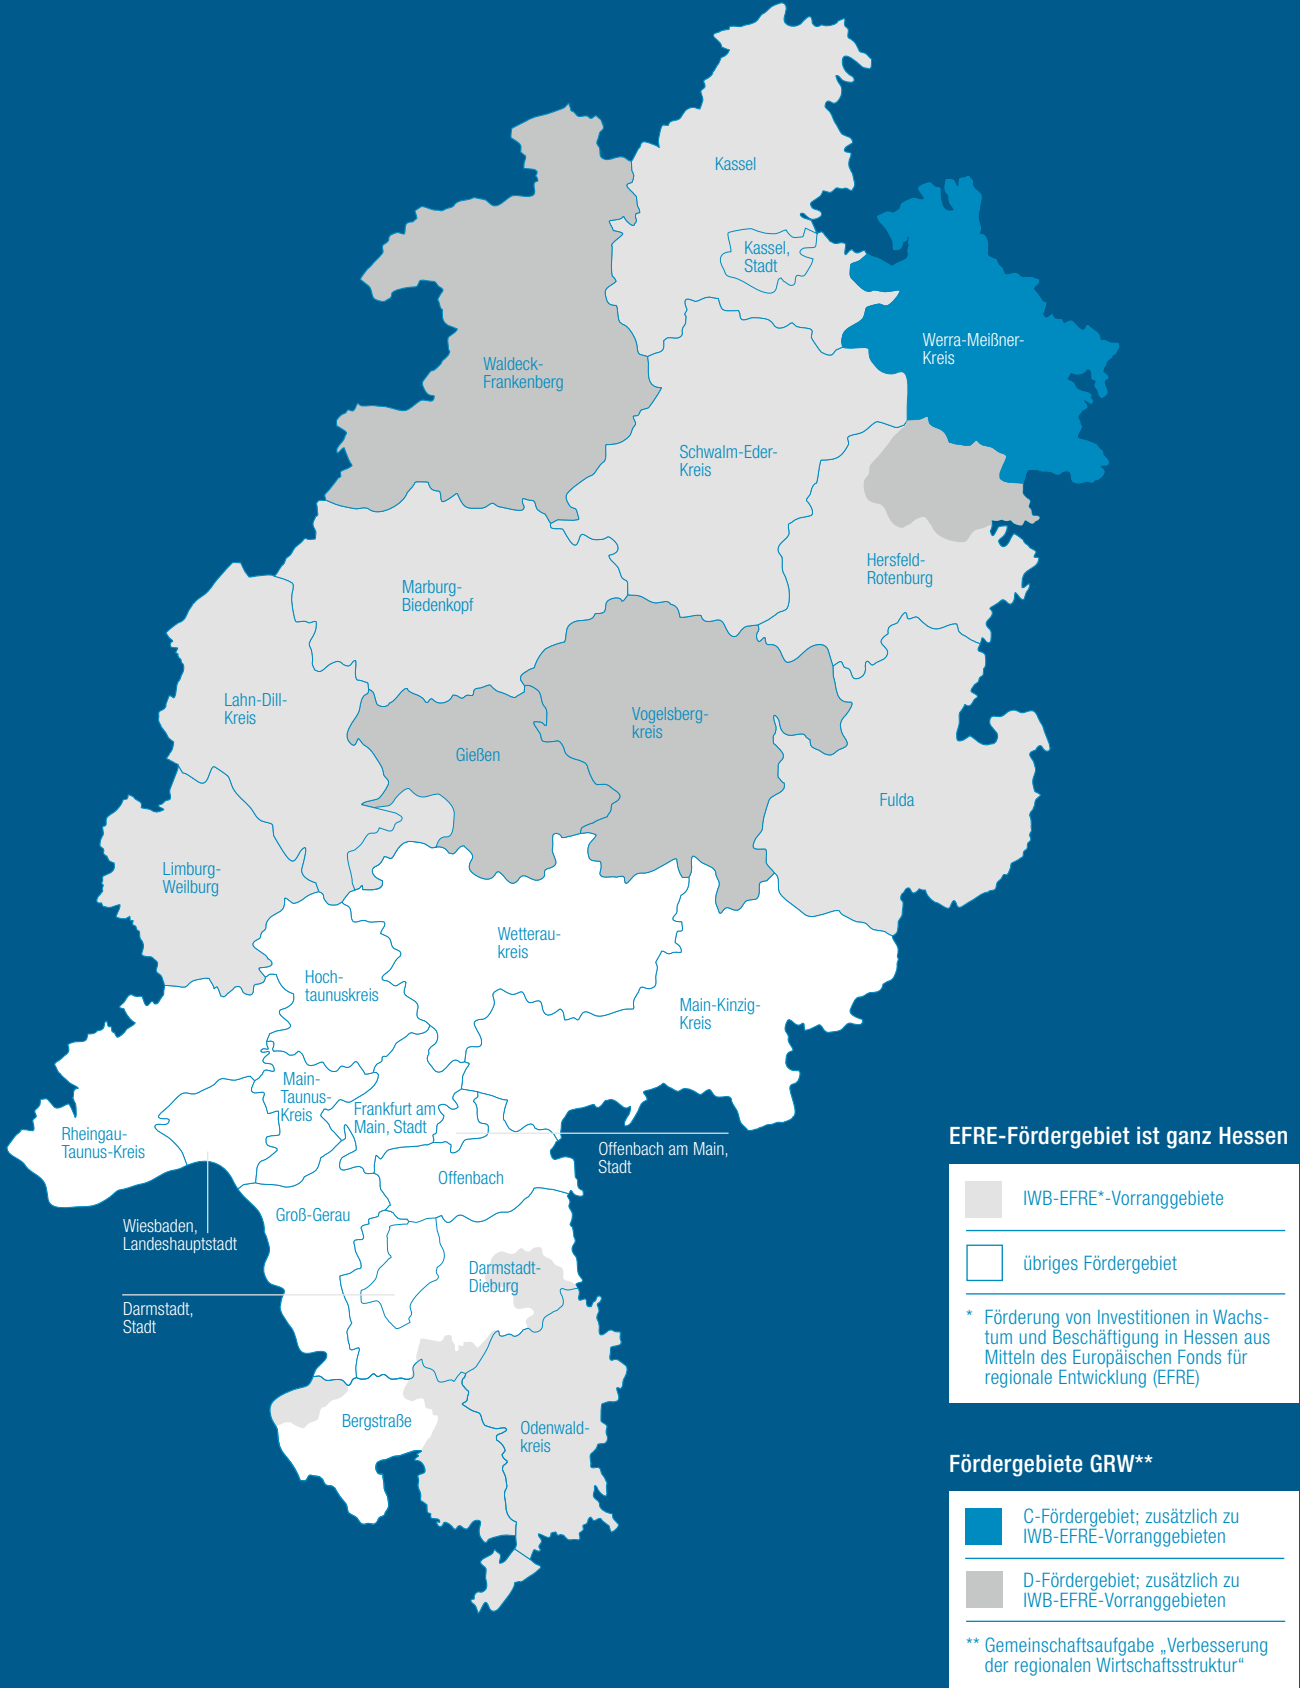 Kassel
Kassel,
Stadt
Werra-Meißner-
Kreis
Waldeck-
Frankenberg
Schwalm-Eder-
Kreis
Hersfeld-
Rotenburg
Marburg-
Biedenkopf
Lahn-Dill-
Kreis
Vogelsberg-
kreis
Gießen
Fulda
Limburg-
Weilburg
Wetterau-
kreis
Hoch-
taunuskreis
Main-Kinzig-
Kreis
Main-
Taunus-
Kreis
Frankfurt am
Main, Stadt
Rheingau-
Taunus-Kreis
Offenbach am Main,
Stadt
Offenbach
Groß-Gerau
Wiesbaden,
Landeshauptstadt
Darmstadt-
Dieburg
Darmstadt,
Stadt
Bergstraße
Odenwald-
kreis
EFRE-Fördergebiet ist ganz Hessen
IWB-EFRE*-Vorranggebiete
übriges Fördergebiet
* Förderung von Investitionen in Wachs-
tum und Beschäftigung in Hessen aus
Mitteln des Europäischen Fonds für
regionale Entwicklung (EFRE)
Fördergebiete GRW**
C-Fördergebiet; zusätzlich zu
IWB-EFRE-Vorranggebieten
D-Fördergebiet; zusätzlich zu
IWB-EFRE-Vorranggebieten
** Gemeinschaftsaufgabe „Verbesserung
der regionalen Wirtschaftsstruktur“